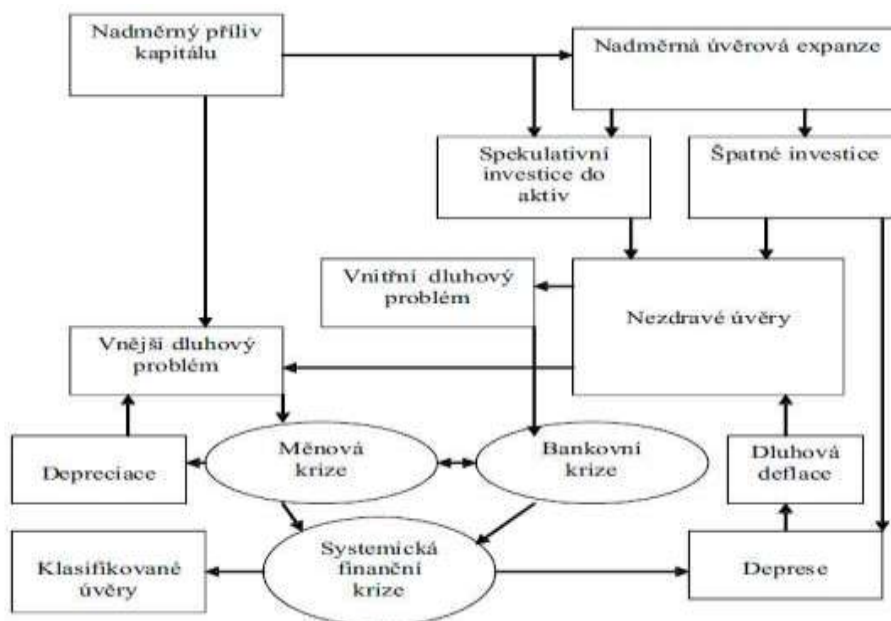 Nadměrný příliv
kapitálu
Nadměrná úvěrová expanze
Spekulativní
investice do
aktiv
Špatné investice
Vnitřní dluhový
problém
Nezdravé úvěry
Vnější dluhový
problém
Depreciace
Měnová
krize
Bankovní
krize
Dluhová
deflace
Klasifikované
úvěry
Systemická
finanční
krize
Deprese